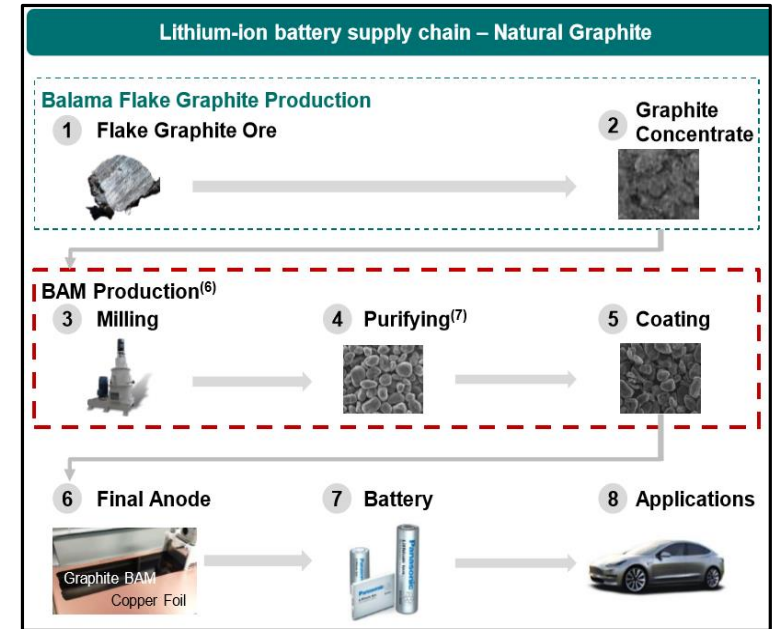 Lithium-ion battery supply chain – Natural Graphite
Balama Flake Graphite Production
1 Flake Graphite Ore
2 Graphite
Concentrate
BAM Production(6)
3 Milling
4 Purifying(7)
5 Coating
6 Final Anode
7 Battery
8 Applications
Graphite BAM
Copper Foil
Panasonic
Panasonic